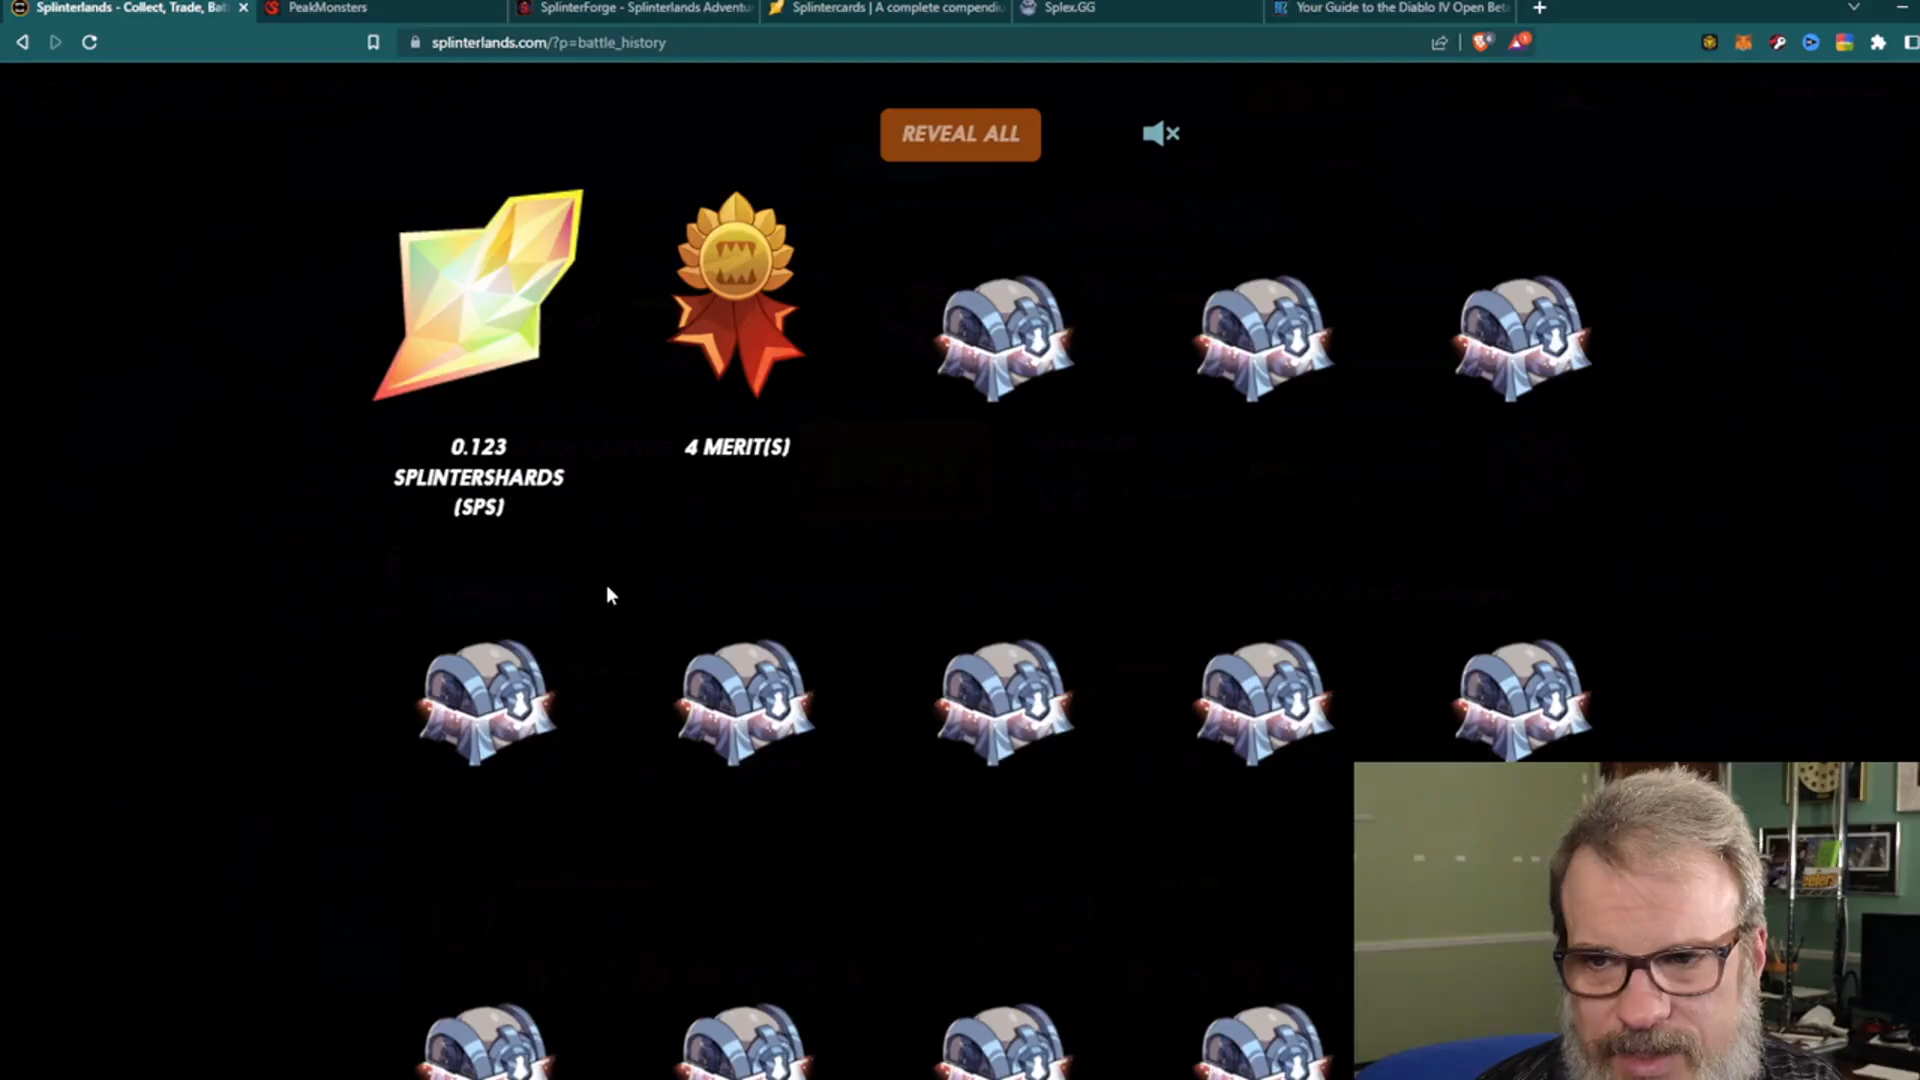 Splinterlands - Collect, Trade, Bat
PeakMonsters
SplinterForge - Splinterlands Adventu
Splintercards | A complete compendiu
Splex.GG
Your Guide to the Diablo IV Open Bet
splinterlands.com/?p=battle_history
REVEAL ALL
0.123
SPLINTERSHARDS
(SPS)
4 MERIT(S)